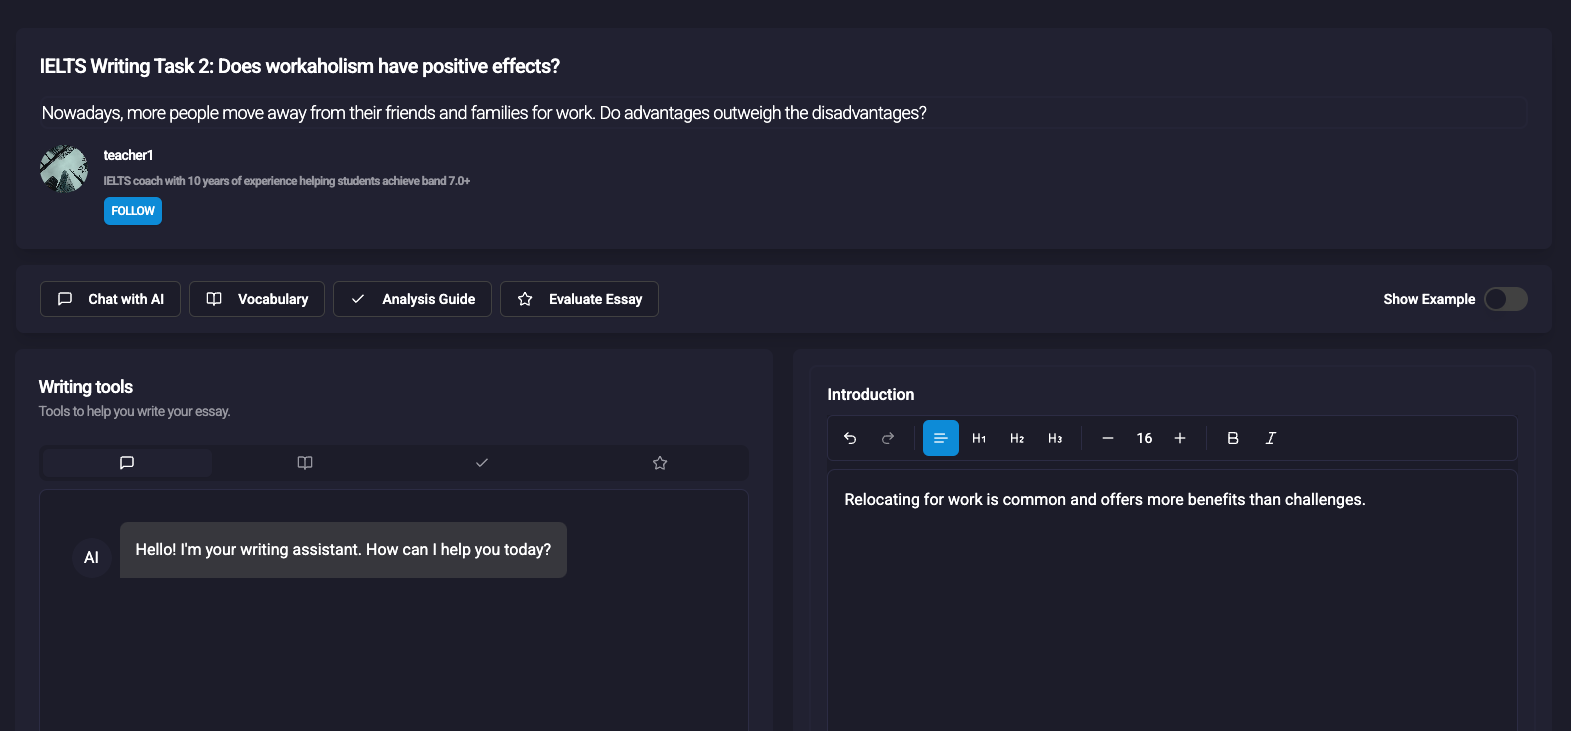 IELTS Writing Task 2: Does workaholism have positive effects?
Nowadays, more people move away from their friends and families for work. Do advantages outweigh the disadvantages?
teacher1
IELTS coach with 10 years of experience helping students achieve band 7.0+
FOLLOW
Chat with AI
Vocabulary
Analysis Guide
Evaluate Essay
Show Example
Writing tools
Tools to help you write your essay.
AI
Hello! I'm your writing assistant. How can I help you today?
Introduction
H1 H2 H3 16 B I
Relocating for work is common and offers more benefits than challenges.